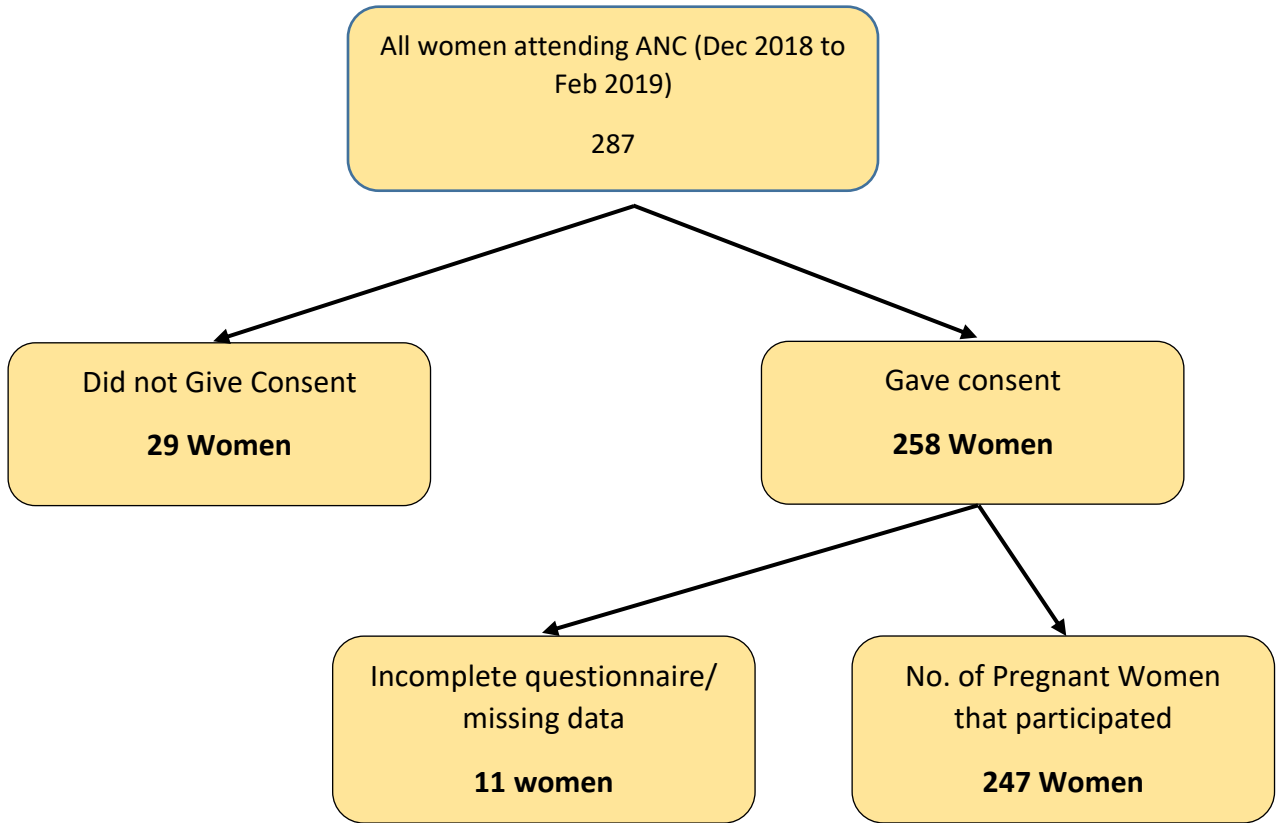 All women attending ANC (Dec 2018 to
Feb 2019)
287
Did not Give Consent
29 Women
Gave consent
258 Women
Incomplete questionnaire/
missing data
11 women
No. of Pregnant Women
that participated
247 Women